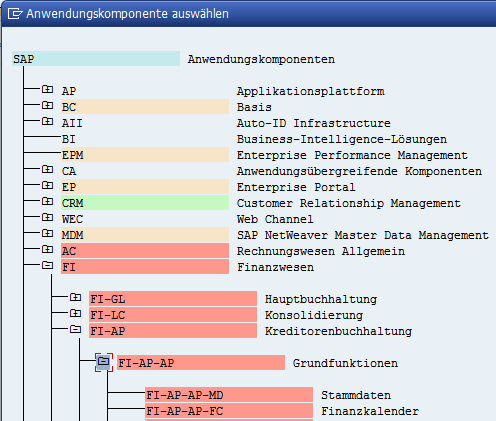 Anwendungskomponente auswählen
SAP Anwendungskomponenten
AP Applikationsplattform
BC Basis
AII Auto-ID Infrastructure
BI Business-Intelligence-Lösungen
EPM Enterprise Performance Management
CA Anwendungsübergreifende Komponenten
EP Enterprise Portal
CRM Customer Relationship Management
WEC Web Channel
MDM SAP NetWeaver Master Data Management
AC Rechnungswesen Allgemein
FI Finanzwesen
FI-GL Hauptbuchhaltung
FI-LC Konsolidierung
FI-AP Kreditorenbuchhaltung
FI-AP-AP Grundfunktionen
FI-AP-AP-MD Stammdaten
FI-AP-AP-FC Finanzkalender